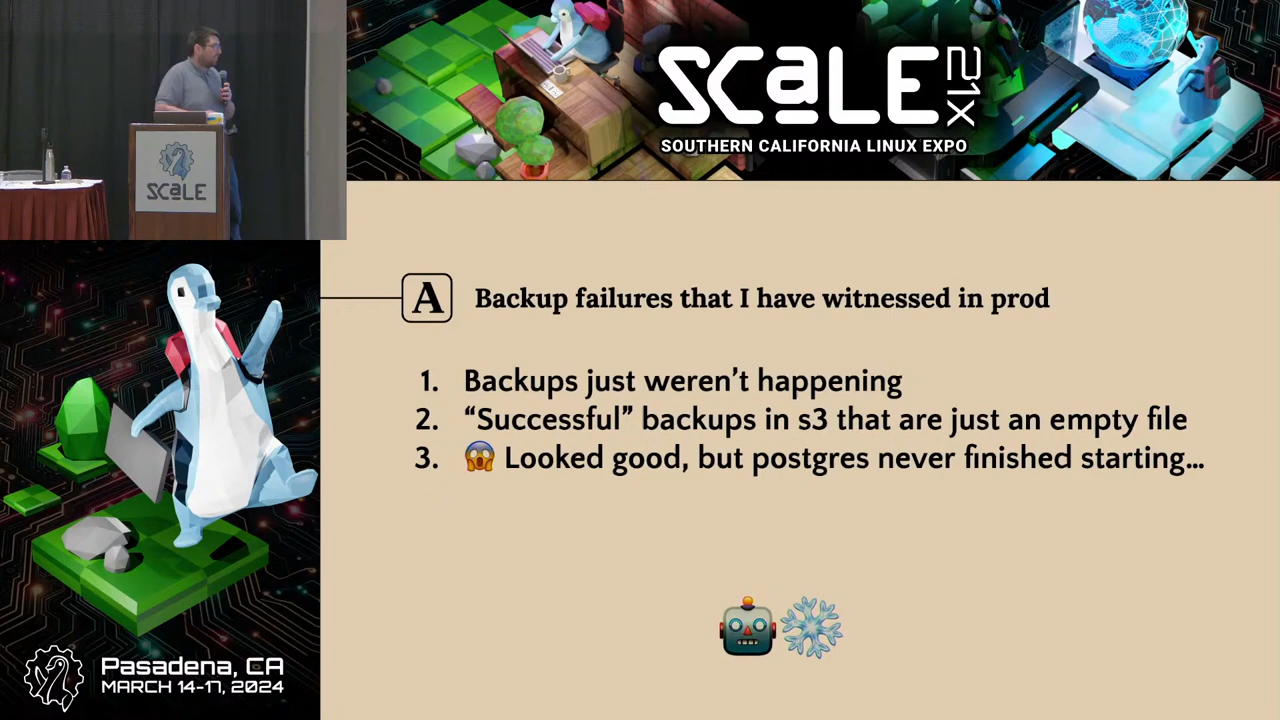 SCaLE 21x
SOUTHERN CALIFORNIA LINUX EXPO
SCaLE
A Backup failures that I have witnessed in prod
1. Backups just weren’t happening
2. “Successful” backups in s3 that are just an empty file
3. 😱 Looked good, but postgres never finished starting...
Pasadena, CA
MARCH 14-17, 2024